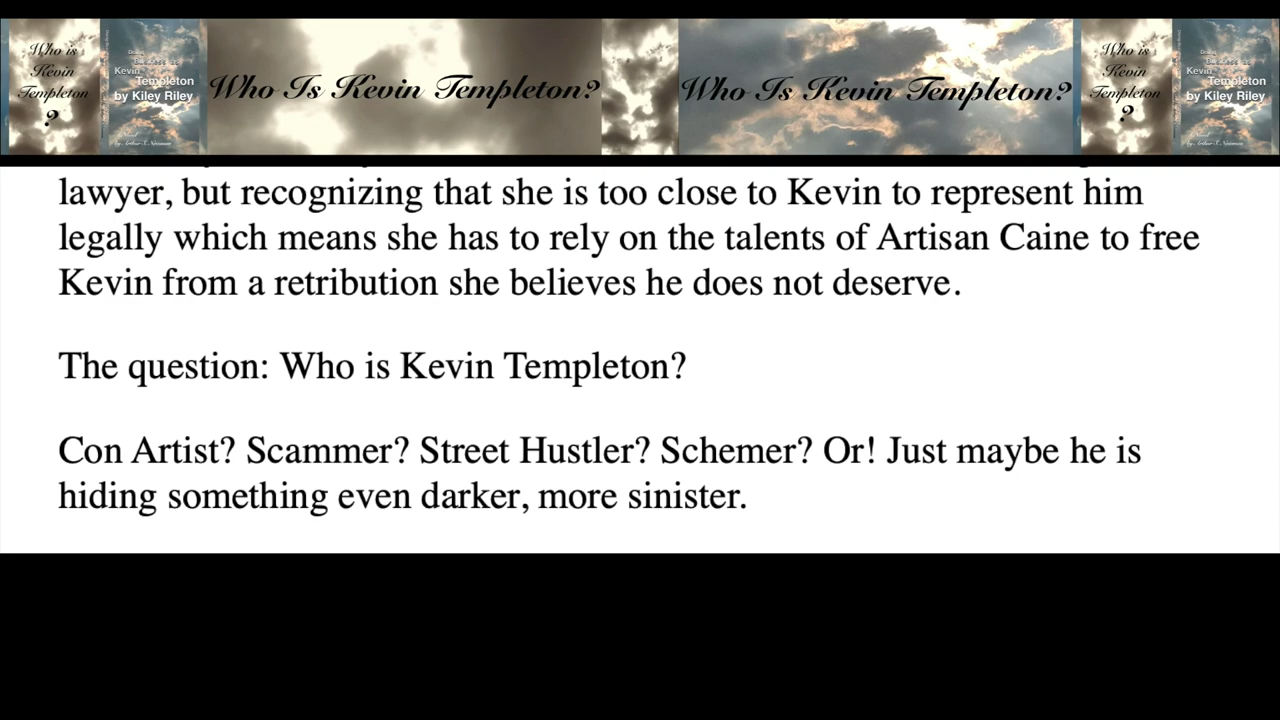 Who is
Kevin
Templeton
?
Kevin
Templeton
by Kiley Riley
Who Is Kevin Templeton?
Who Is Kevin Templeton?
Who is
Kevin
Templeton
?
Kevin
Templeton
by Kiley Riley
lawyer, but recognizing that she is too close to Kevin to represent him
legally which means she has to rely on the talents of Artisan Caine to free
Kevin from a retribution she believes he does not deserve.
The question: Who is Kevin Templeton?
Con Artist? Scammer? Street Hustler? Schemer? Or! Just maybe he is
hiding something even darker, more sinister.